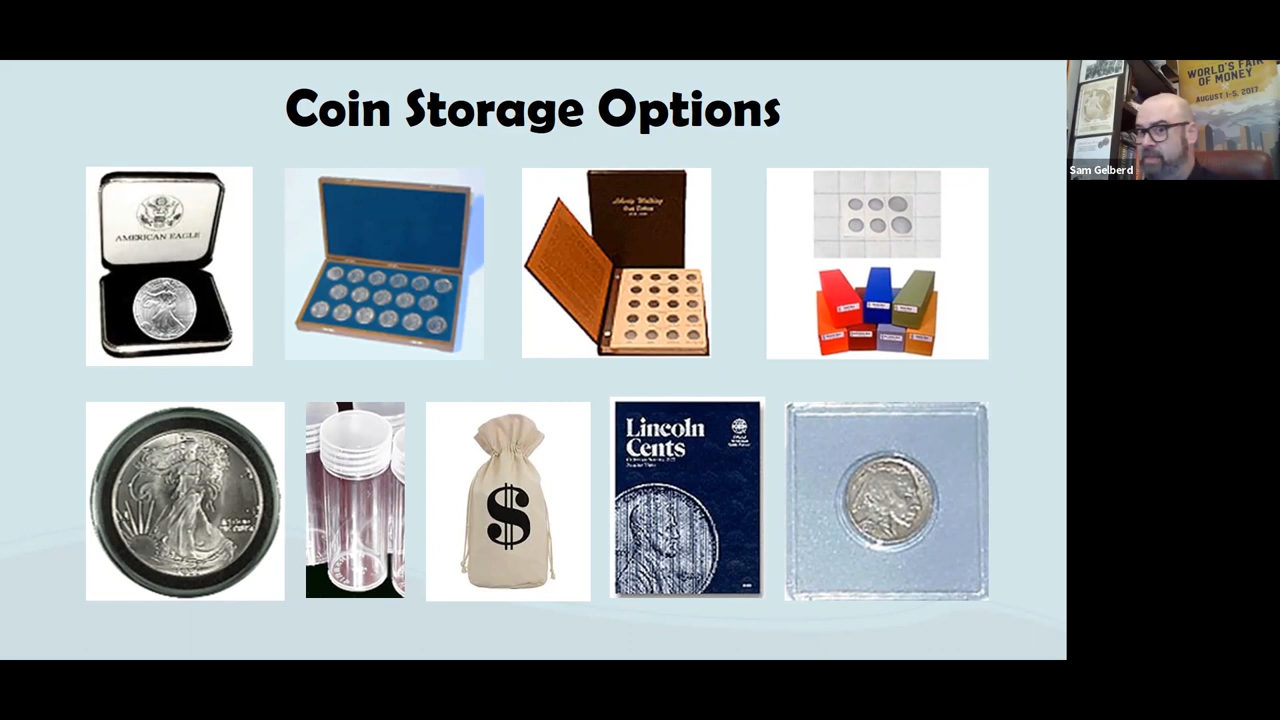 Coin Storage Options
WORLD'S FAIR
OF MONEY
AUGUST 1-5, 2017
Sam Gelberd
AMERICAN EAGLE
Liberty Walking
$
Lincoln
Cents